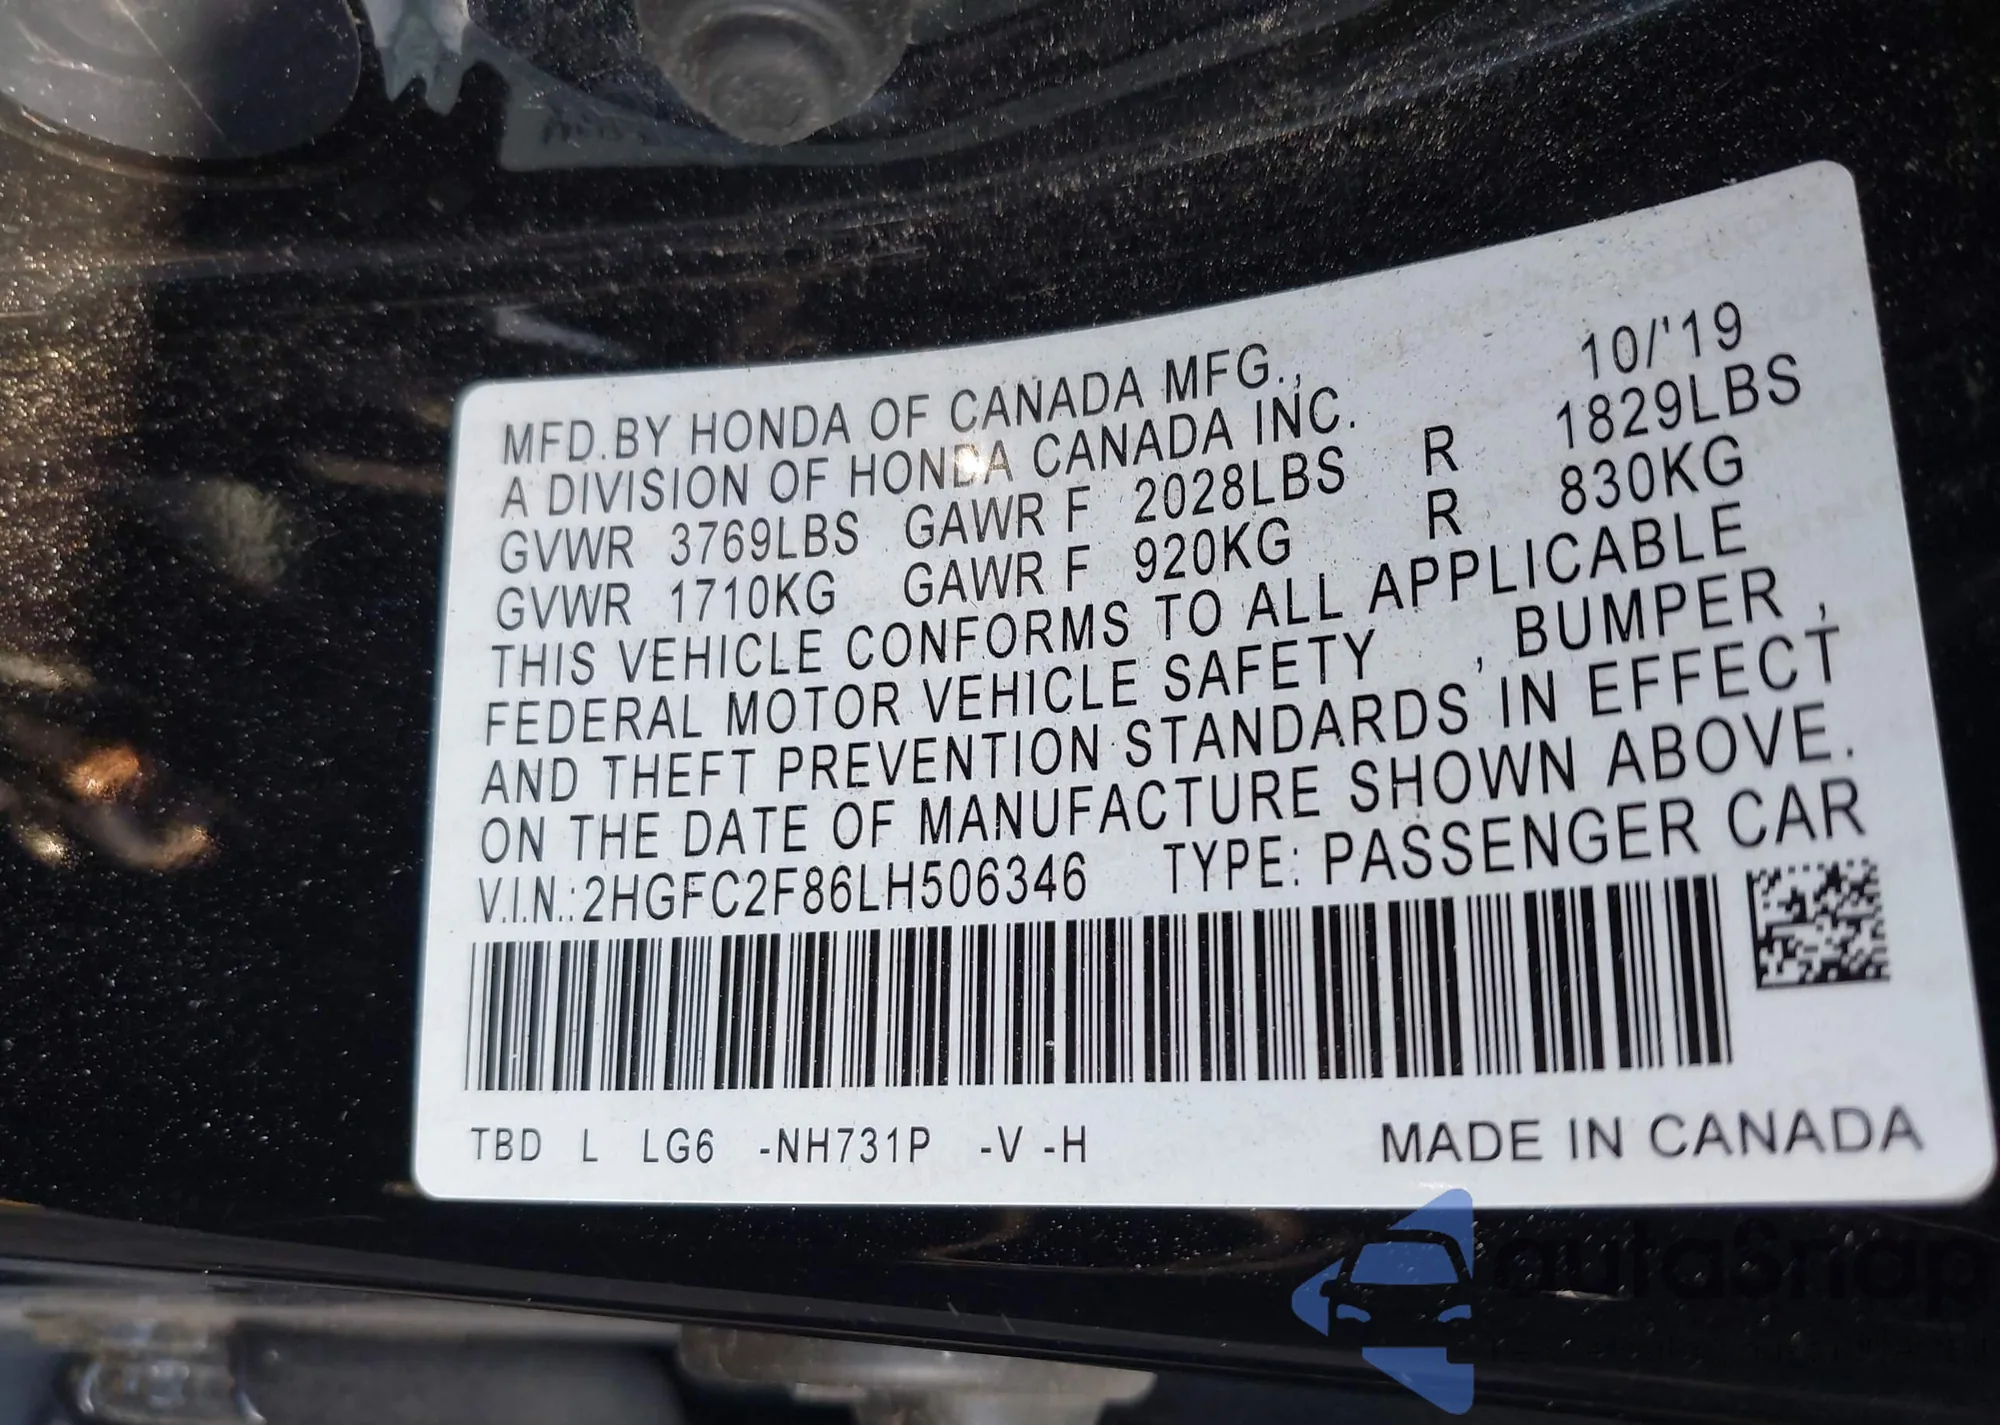 MFD.BY HONDA OF CANADA MFG., 10/'19
A DIVISION OF HONDA CANADA INC.
GVWR 3769LBS GAWR F 2028LBS R 1829LBS
GVWR 1710KG GAWR F 920KG R 830KG
THIS VEHICLE CONFORMS TO ALL APPLICABLE
FEDERAL MOTOR VEHICLE SAFETY , BUMPER ,
AND THEFT PREVENTION STANDARDS IN EFFECT
ON THE DATE OF MANUFACTURE SHOWN ABOVE.
V.I.N.:2HGFC2F86LH506346 TYPE: PASSENGER CAR
TBD L LG6 -NH731P -V -H MADE IN CANADA
autoSnap